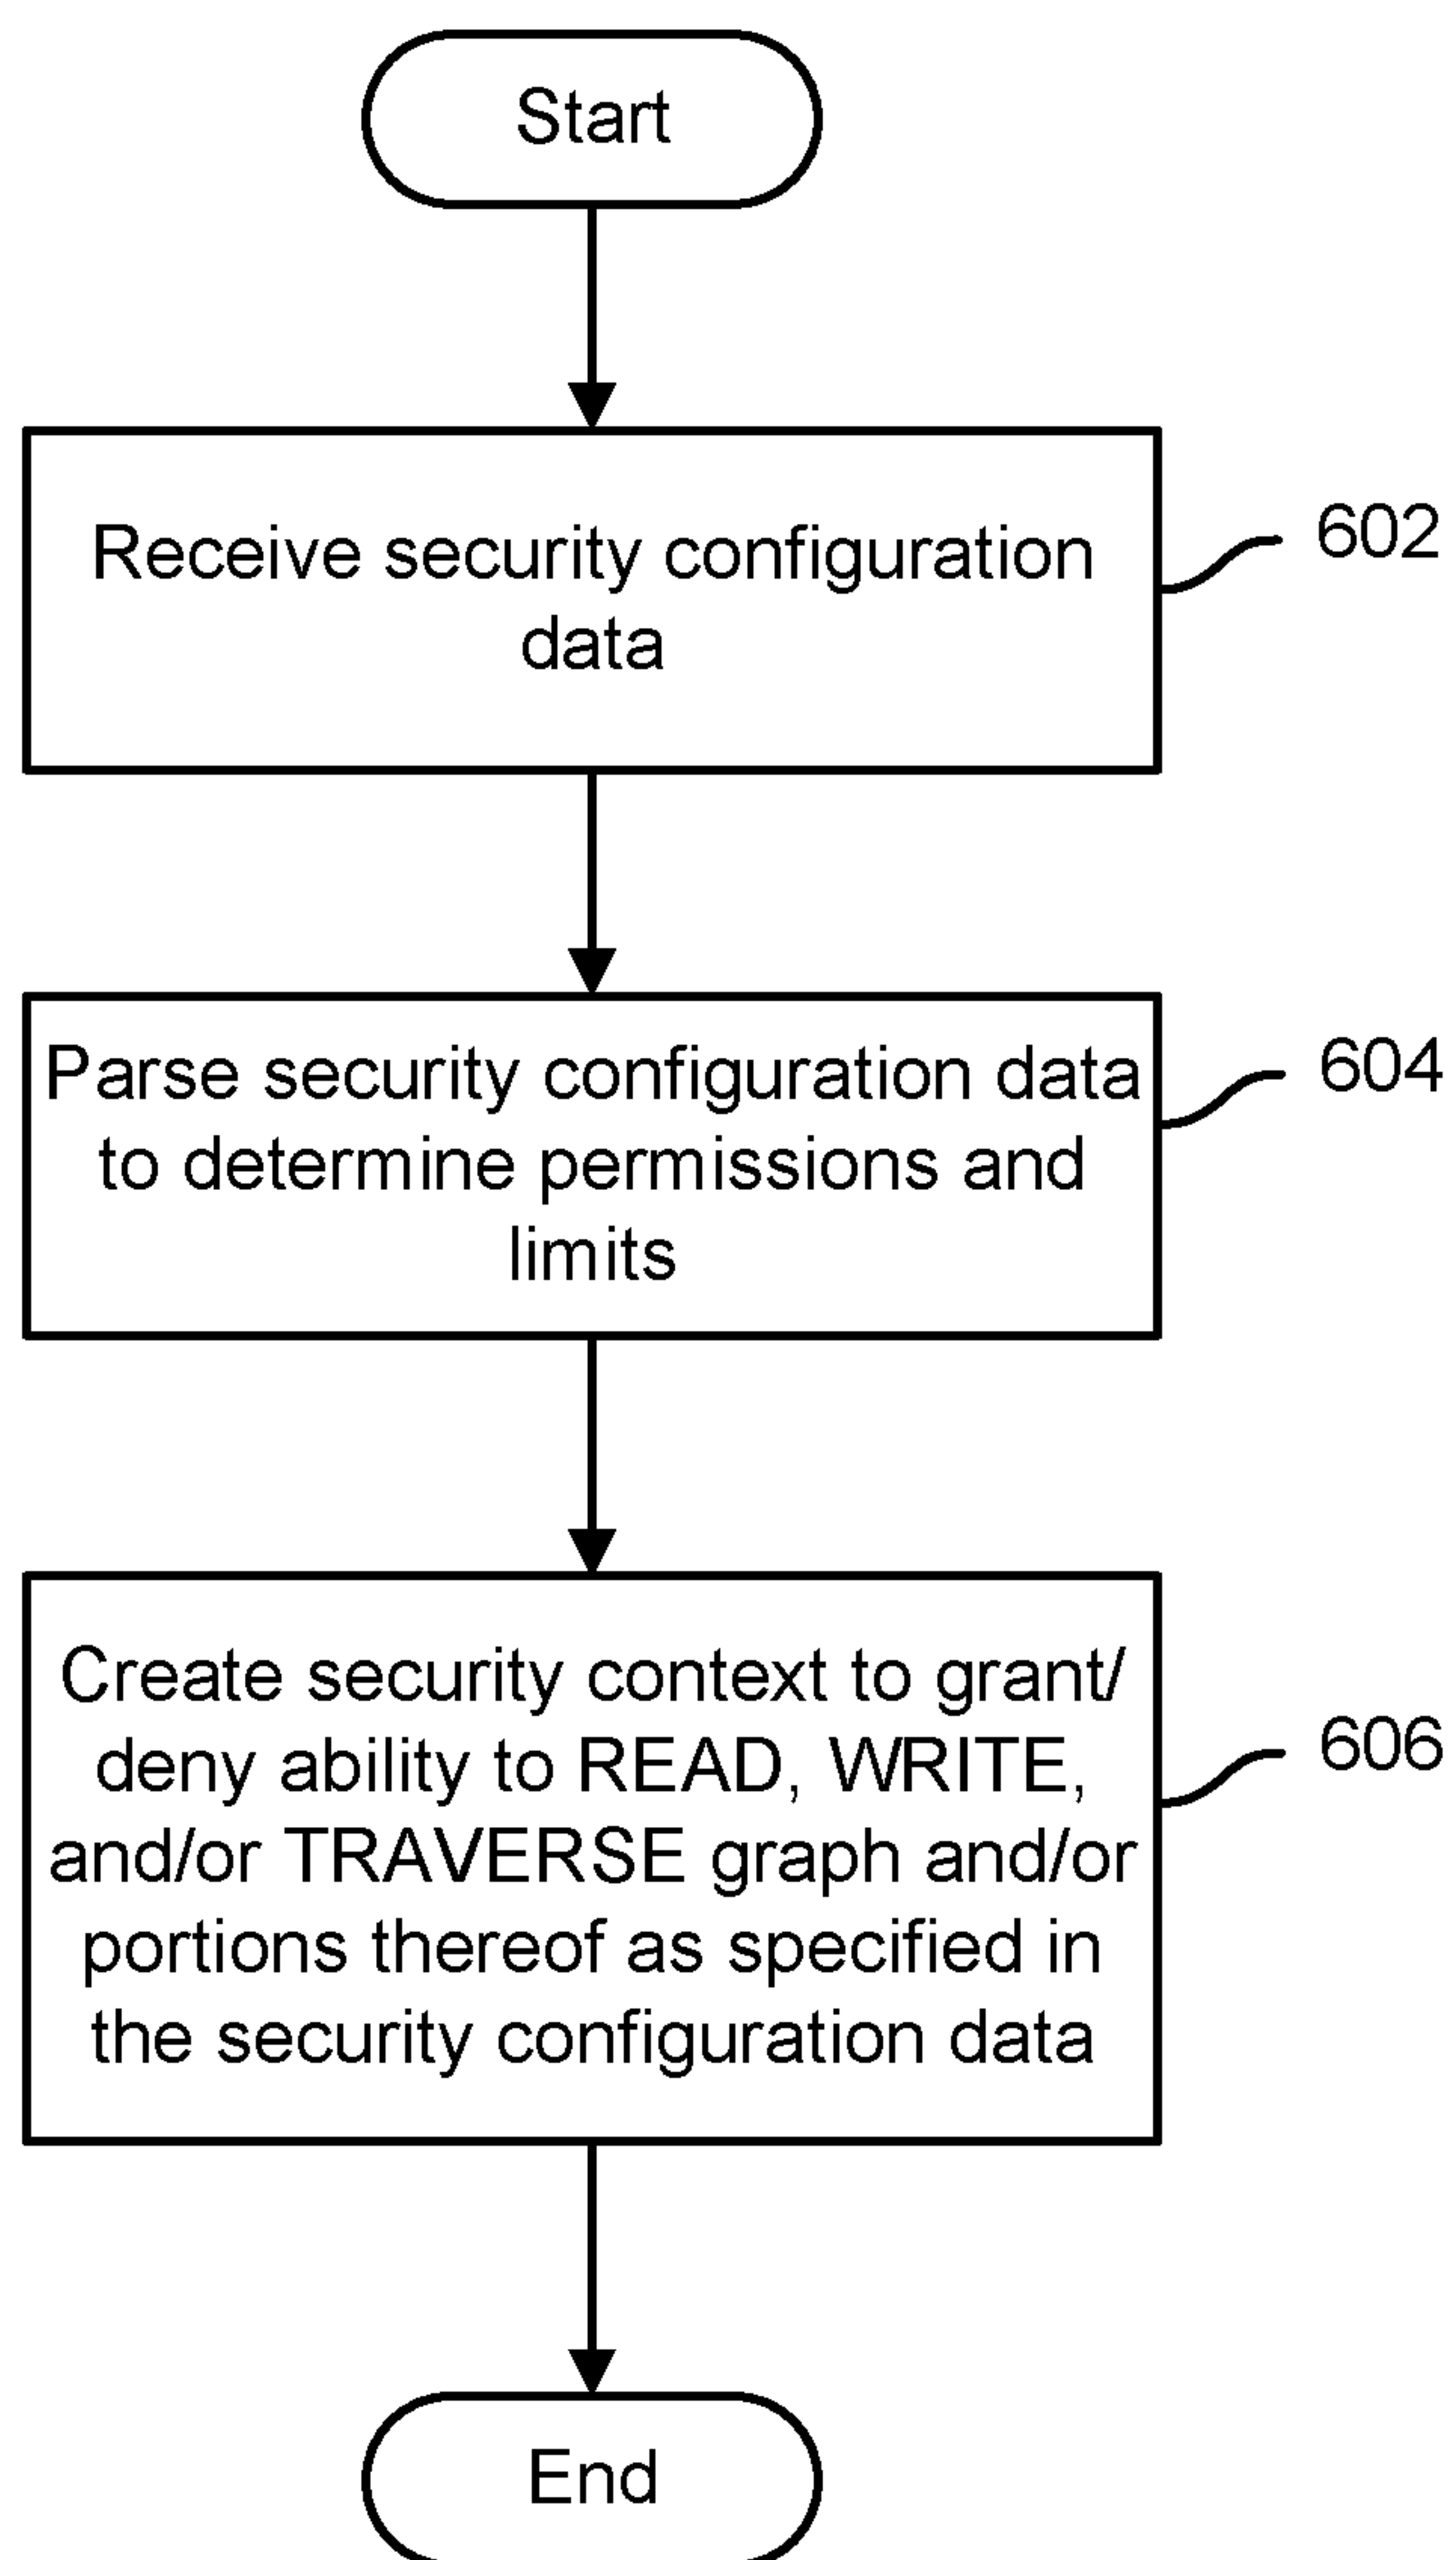 Start
Receive security configuration
data
602
Parse security configuration data
to determine permissions and
limits
604
Create security context to grant/
deny ability to READ, WRITE,
and/or TRAVERSE graph and/or
portions thereof as specified in
the security configuration data
606
End